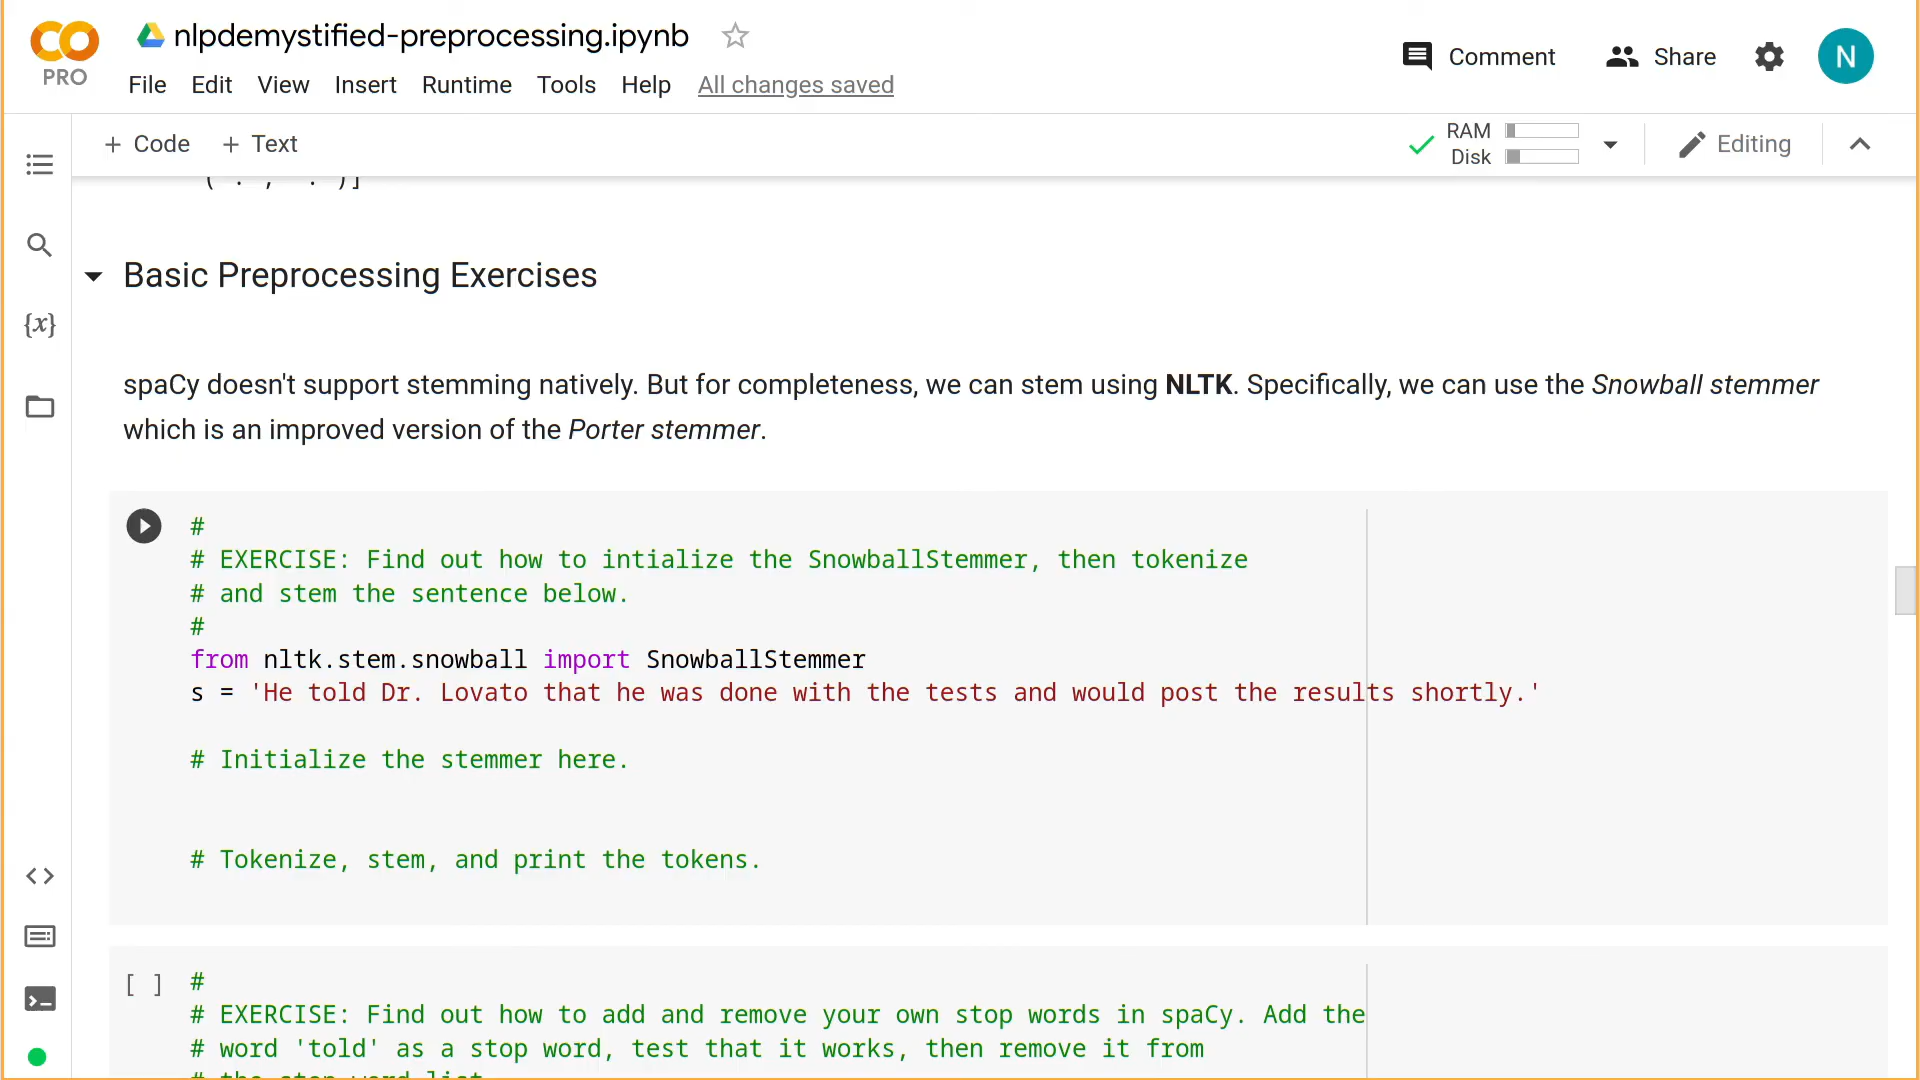 nlpdemystified-preprocessing.ipynb
PRO
File Edit View Insert Runtime Tools Help All changes saved
Comment Share N
+ Code + Text
RAM
Disk
Editing
Basic Preprocessing Exercises
{x}
spaCy doesn't support stemming natively. But for completeness, we can stem using NLTK. Specifically, we can use the Snowball stemmer
which is an improved version of the Porter stemmer.
#
# EXERCISE: Find out how to intialize the SnowballStemmer, then tokenize
# and stem the sentence below.
#
from nltk.stem.snowball import SnowballStemmer
s = 'He told Dr. Lovato that he was done with the tests and would post the results shortly.'
# Initialize the stemmer here.
# Tokenize, stem, and print the tokens.
[ ] #
# EXERCISE: Find out how to add and remove your own stop words in spaCy. Add the
# word 'told' as a stop word, test that it works, then remove it from
# the stop word list